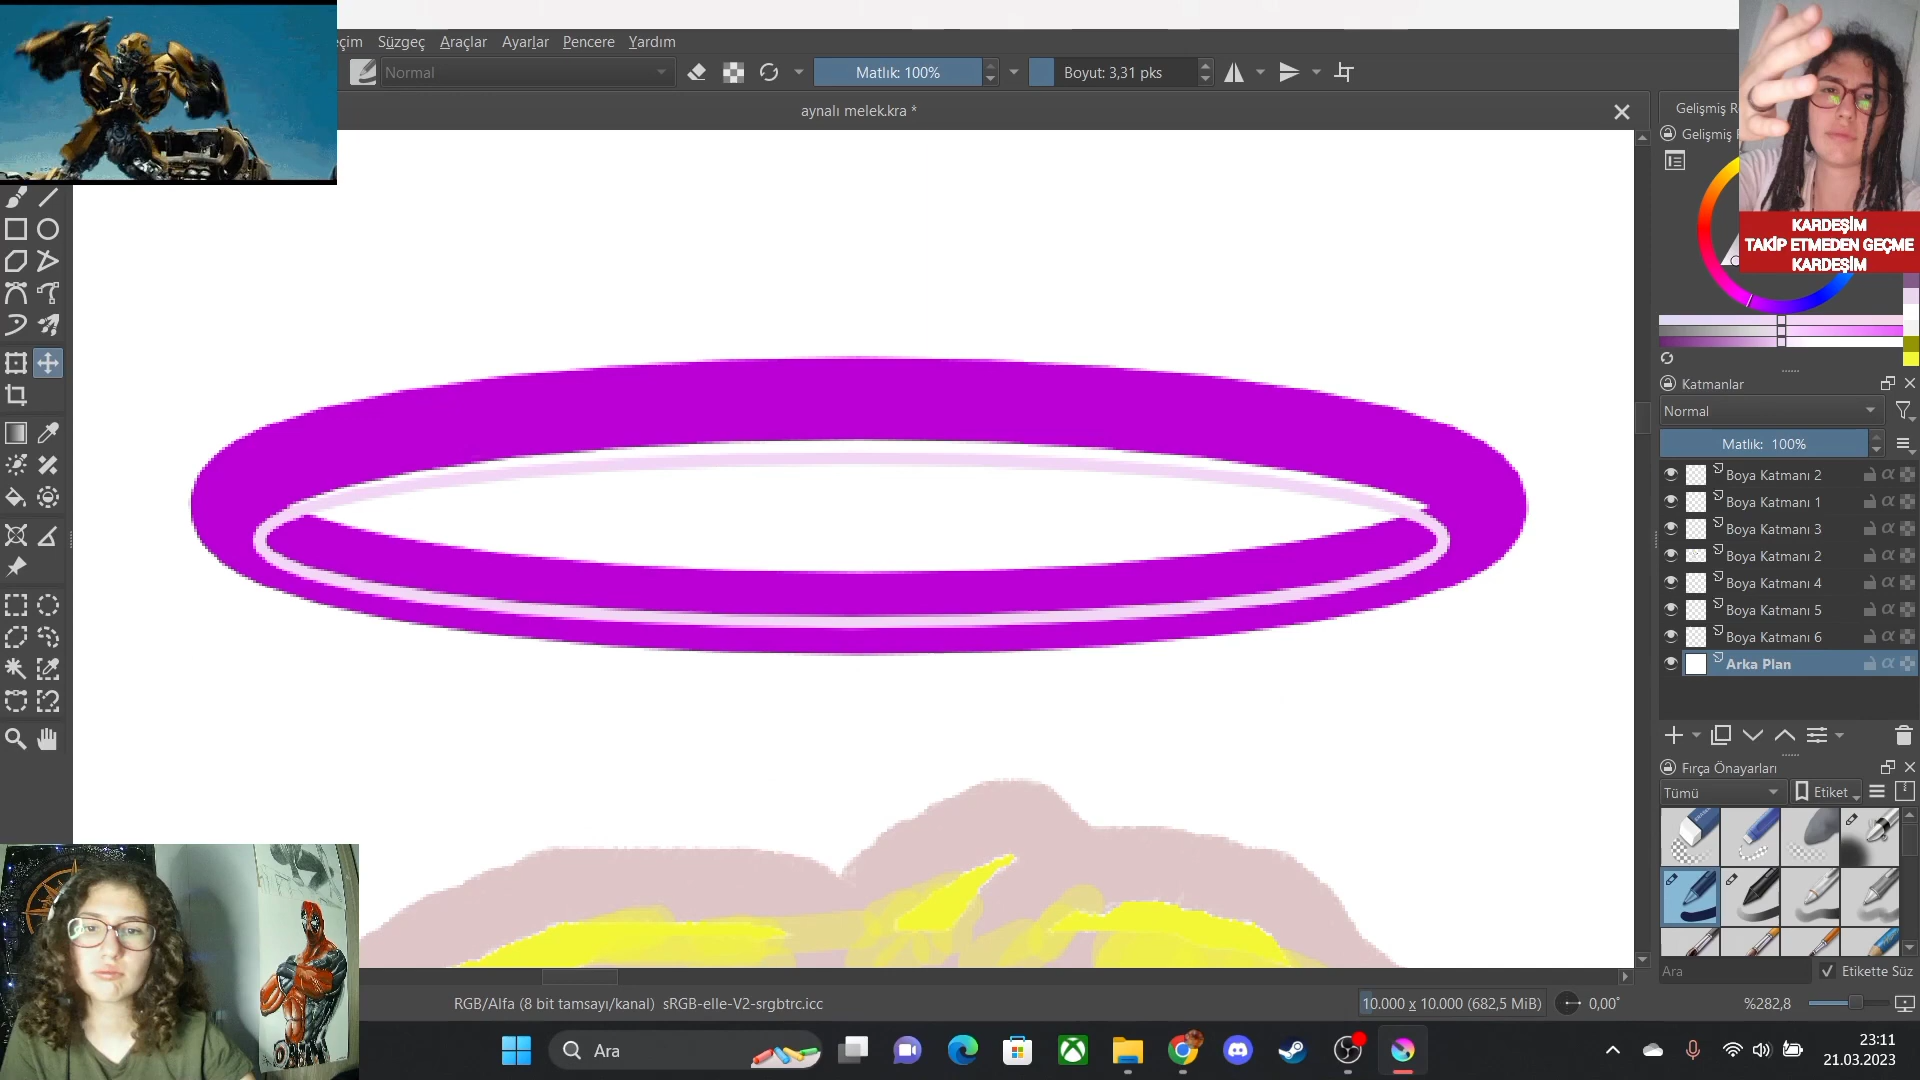 çim Süzgeç Araçlar Ayarlar Pencere Yardım
Normal
Matlık: 100%
Boyut: 3,31 pks
aynalı melek.kra *
Gelişmiş R
Gelişmiş
KARDEŞİM
TAKİP ETMEDEN GEÇME
KARDEŞİM
Katmanlar
Normal
Matlık: 100%
Boya Katmanı 2
Boya Katmanı 1
Boya Katmanı 3
Boya Katmanı 2
Boya Katmanı 4
Boya Katmanı 5
Boya Katmanı 6
Arka Plan
Fırça Önayarları
Tümü
Etiket
Ara
Etikette Süz
RGB/Alfa (8 bit tamsayı/kanal) sRGB-elle-V2-srgbtrc.icc
10.000 x 10.000 (682,5 MiB)
0,00°
%282,8
Ara
23:11
21.03.2023